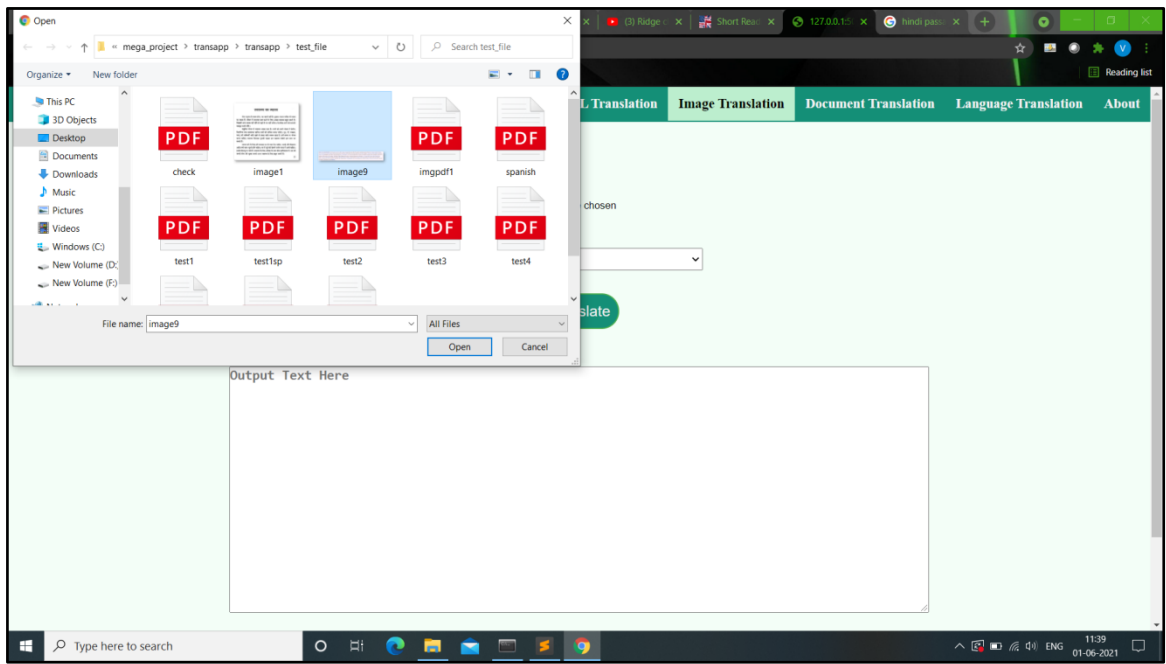 Open
(3) Ridge c
Short Read
127.0.0.1:5
hindi pass
mega_project > transapp > transapp > test_file
Search test_file
Organize
New folder
Reading list
This PC
3D Objects
Desktop
Documents
Downloads
Music
Pictures
Videos
Windows (C:)
New Volume (D:
New Volume (F:)
PDF
PDF
PDF
check
image1
image9
imgpdf1
spanish
PDF
PDF
PDF
PDF
PDF
test1
test1sp
test2
test3
test4
File name: image9
All Files
Open
Cancel
L Translation
Image Translation
Document Translation
Language Translation
About
chosen
slate
Output Text Here
Type here to search
ENG
11:39
01-06-2021
V